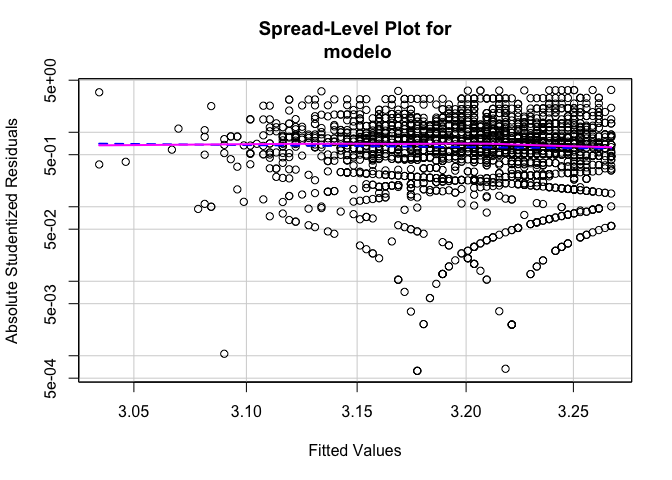 Spread-Level Plot for
modelo
Absolute Studentized Residuals
5e+00
5e-01
5e-02
5e-03
5e-04
3.05 3.10 3.15 3.20 3.25
Fitted Values